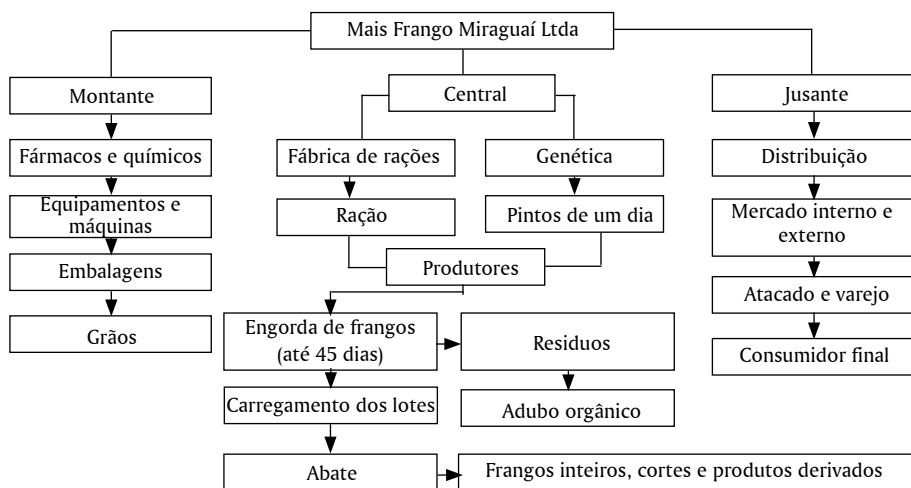 Mais Frango Miraguaí Ltda
Montante
Central
Jusante
Fármacos e químicos
Fábrica de rações
Genética
Distribuição
Equipamentos e
máquinas
Ração
Pintos de um dia
Mercado interno e
externo
Embalagens
Produtores
Atacado e varejo
Grãos
Engorda de frangos
(até 45 dias)
Residuos
Consumidor final
Carregamento dos lotes
Adubo orgânico
Abate
Frangos inteiros, cortes e produtos derivados